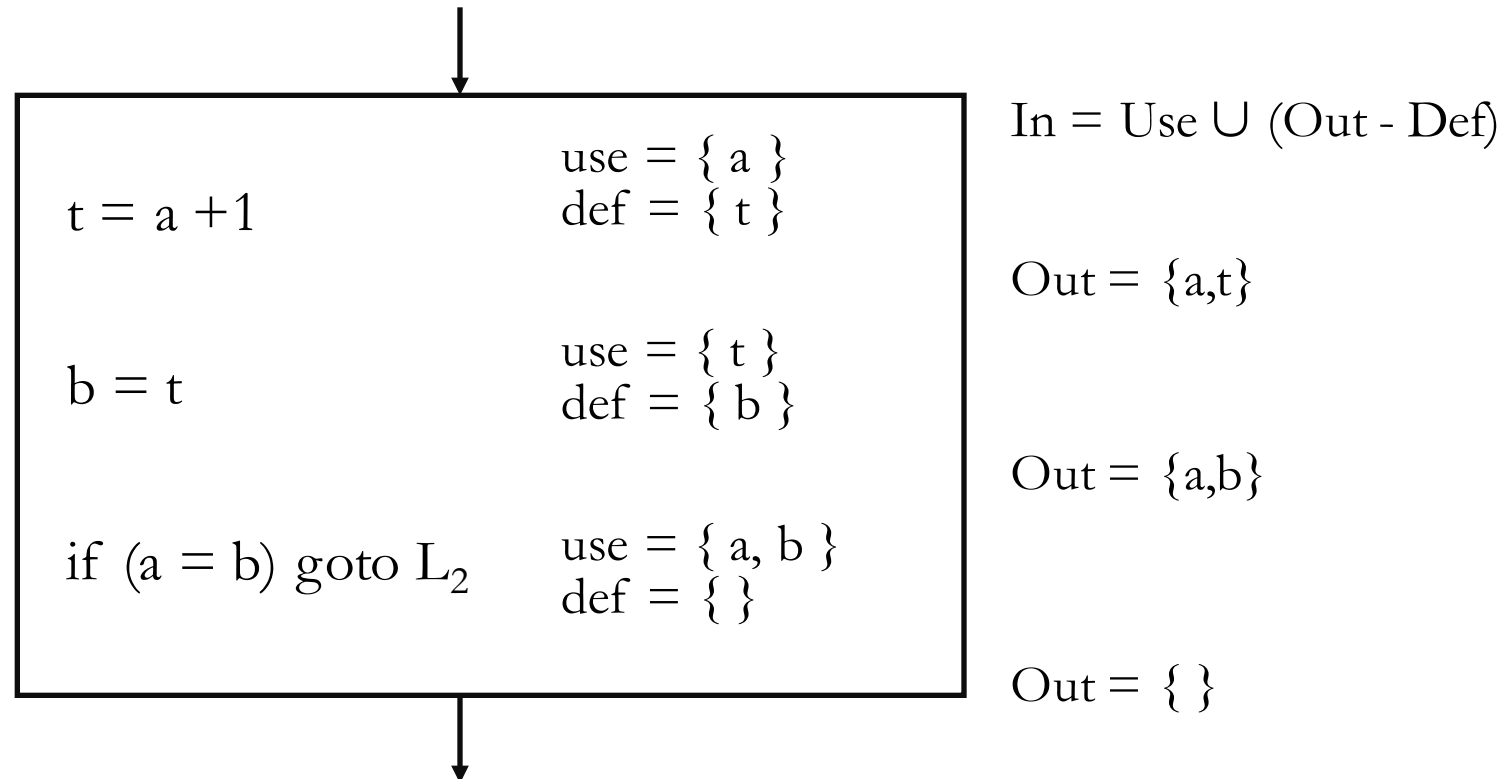 In = Use ∪ (Out - Def)
use = { a }
def = { t }
t = a +1
Out = {a,t}
use = { t }
def = { b }
b = t
Out = {a,b}
use = { a, b }
def = { }
if (a = b) goto L₂
Out = { }